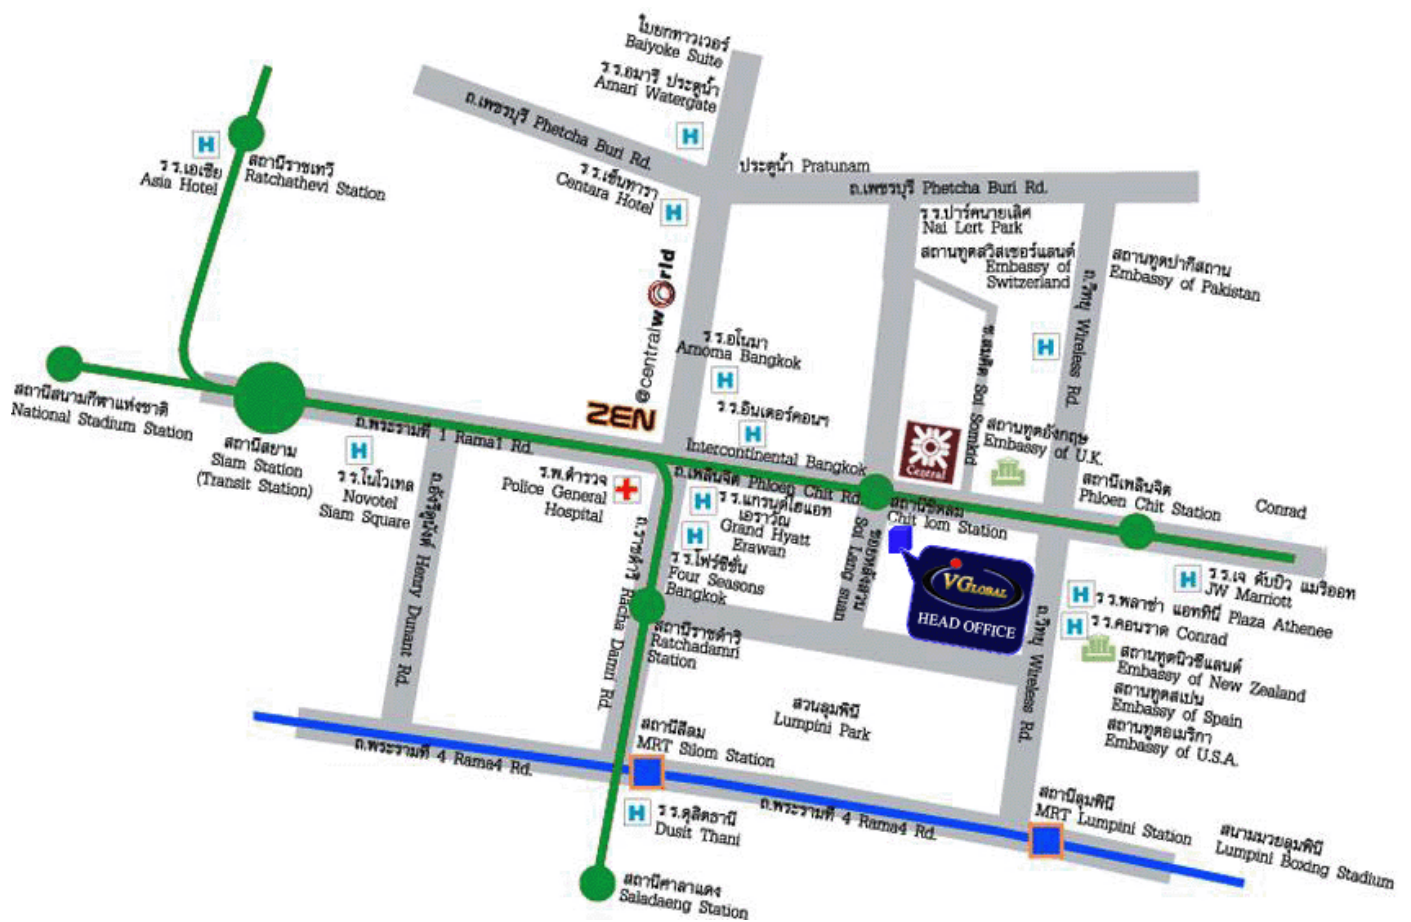 ใบยกทาวเวอร์
Baiyoke Suite
ร.ร.อมารี ประตูน้ำ
Amari Watergate
ถ.เพชรบุรี Phetcha Buri Rd.
ประตูน้ำ Pratunam
ถ.เพชรบุรี Phetcha Buri Rd.
ร ร.เอเชีย
Asia Hotel
สถานีราชเทวี
Ratchathevi Station
ร ร.เซ็นทารา
Centara Hotel
ร ร.ปาร์คนายเลิศ
Nai Lert Park
สถานทูตสวิสเซอร์แลนด์
Embassy of
Switzerland
สถานทูตปากีสถาน
Embassy of Pakistan
ถ.วิทยุ Wireless Rd.
@centralworld
ZEN
ร ร.อโนมา
Arnoma Bangkok
ร ร.อินเตอร์คอนฯ
Intercontinental Bangkok
ซ.สมคิด Soi Somkid
Central
สถานทูตอังกฤษ
Embassy of U.K.
สถานีสนามกีฬาแห่งชาติ
National Stadium Station
สถานีสยาม
Siam Station
(Transit Station)
ถ.พระรามที่ 1 Rama1 Rd.
ร ร.โนโวเทล
Novotel
Siam Square
ถ.อังรีดูนังต์ Henry Dunant Rd.
ร.พ.ตำรวจ
Police General
Hospital
ถ.เพลินจิต Phloen Chit Rd.
ร ร.แกรนด์ไฮแอท
เอราวัณ
Grand Hyatt
Erawan
สถานีชิดลม
Chit lom Station
สถานีเพลินจิต
Phloen Chit Station
Conrad
ร ร.โฟร์ซีซั่น
Four Seasons
Bangkok
ถ.ราชดำริ Racha Damri Rd.
ซอยหลังสวน
Soi Lang suan
VGLOBAL
HEAD OFFICE
ร ร.เจ ดับบิว แมริออท
JW Marriott
ร ร.พลาซ่า แอททินี Plaza Athenee
ร ร.คอนราด Conrad
สถานทูตนิวซีแลนด์
Embassy of New Zealand
สถานทูตสเปน
Embassy of Spain
สถานทูตอเมริกา
Embassy of U.S.A.
ถ.วิทยุ Wireless Rd.
สถานีราชดำริ
Ratchadamri
Station
สวนลุมพินี
Lumpini Park
สถานีสีลม
MRT Silom Station
ถ.พระรามที่ 4 Rama4 Rd.
ถ.พระรามที่ 4 Rama4 Rd.
ร ร.ดุสิตธานี
Dusit Thani
สถานีลุมพินี
MRT Lumpini Station
สนามมวยลุมพินี
Lumpini Boxing Stadium
สถานีศาลาแดง
Saladaeng Station